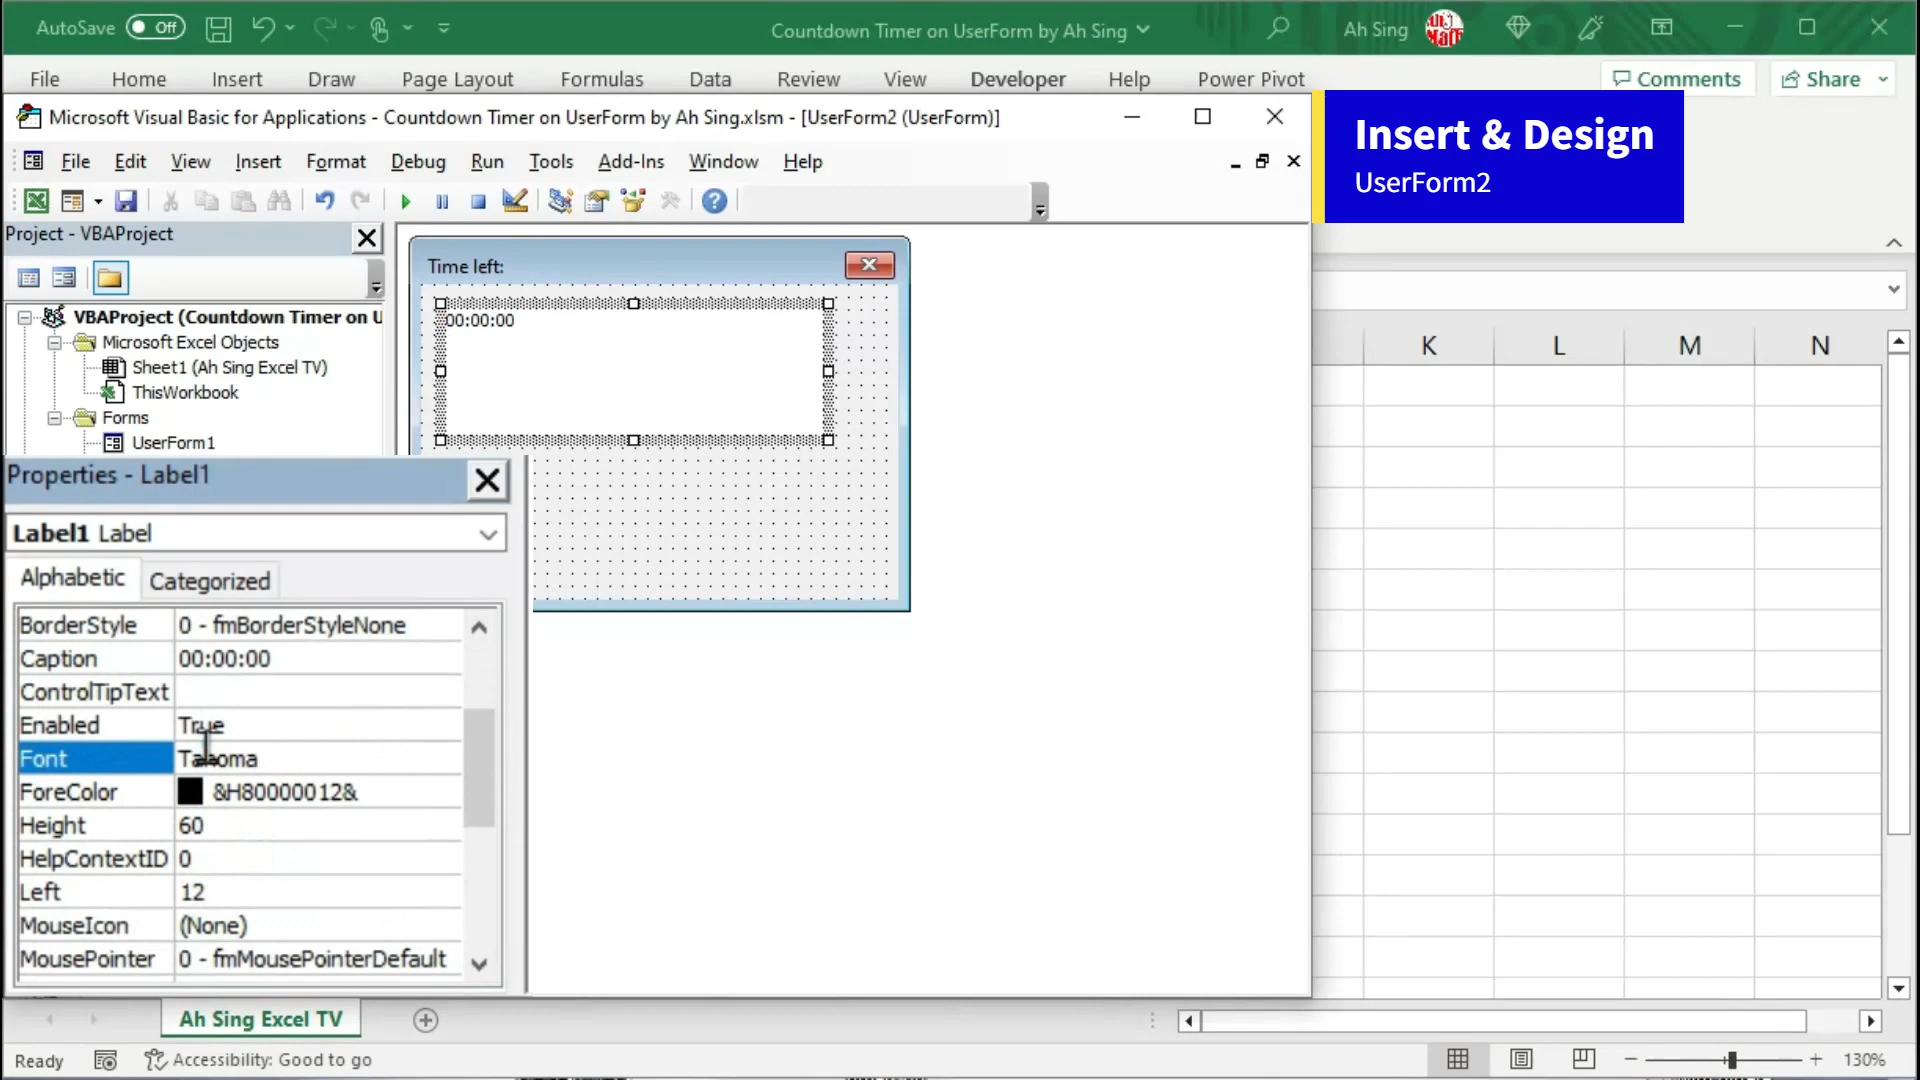 AutoSave Off
Countdown Timer on UserForm by Ah Sing
Ah Sing
File Home Insert Draw Page Layout Formulas Data Review View Developer Help Power Pivot
Comments Share
Microsoft Visual Basic for Applications - Countdown Timer on UserForm by Ah Sing.xlsm - [UserForm2 (UserForm)]
Insert & Design
UserForm2
File Edit View Insert Format Debug Run Tools Add-Ins Window Help
Project - VBAProject
VBAProject (Countdown Timer on U
Microsoft Excel Objects
Sheet1 (Ah Sing Excel TV)
ThisWorkbook
Forms
UserForm1
Time left:
00:00:00
K L M N
Properties - Label1
Label1 Label
Alphabetic Categorized
BorderStyle 0 - fmBorderStyleNone
Caption 00:00:00
ControlTipText
Enabled True
Font Tahoma
ForeColor &H80000012&
Height 60
HelpContextID 0
Left 12
MouseIcon (None)
MousePointer 0 - fmMousePointerDefault
Ah Sing Excel TV
Ready Accessibility: Good to go
130%